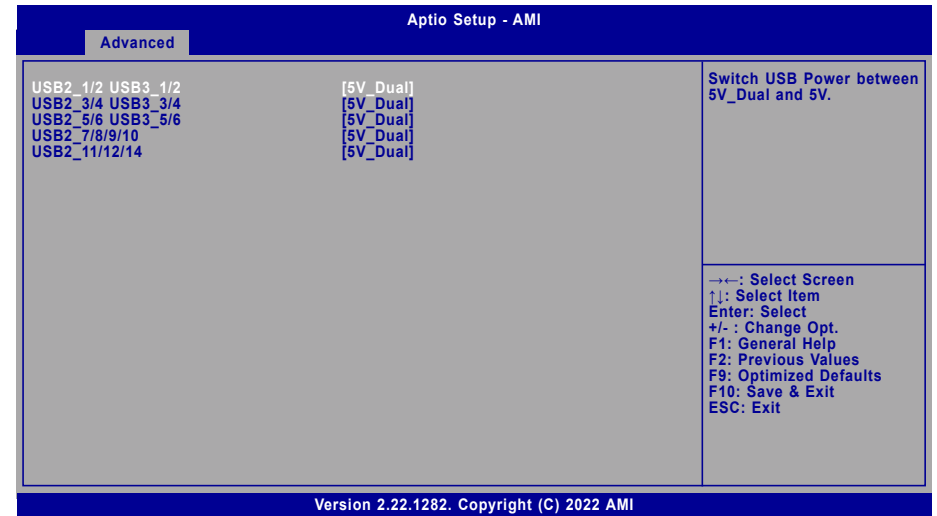 Aptio Setup - AMI
Advanced
USB2_1/2 USB3_1/2 [5V_Dual]
USB2_3/4 USB3_3/4 [5V_Dual]
USB2_5/6 USB3_5/6 [5V_Dual]
USB2_7/8/9/10 [5V_Dual]
USB2_11/12/14 [5V_Dual]
Switch USB Power between
5V_Dual and 5V.
→←: Select Screen
↑↓: Select Item
Enter: Select
+/- : Change Opt.
F1: General Help
F2: Previous Values
F9: Optimized Defaults
F10: Save & Exit
ESC: Exit
Version 2.22.1282. Copyright (C) 2022 AMI